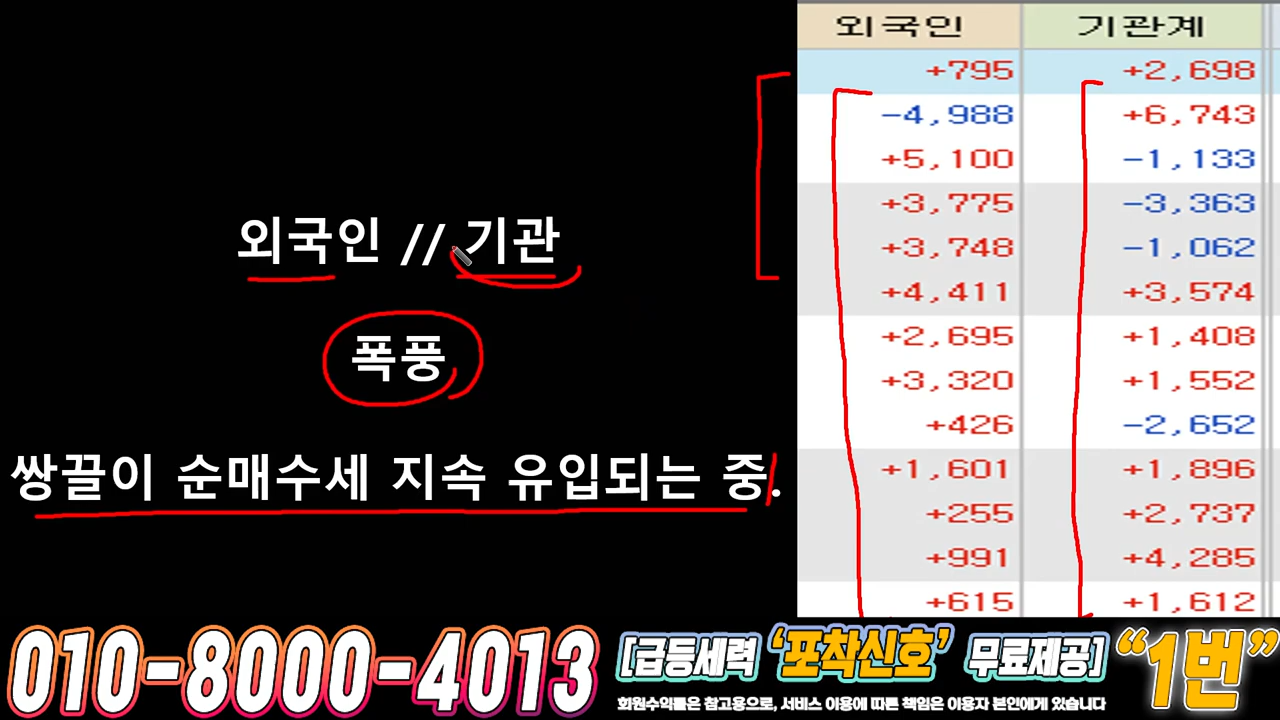 외국인 // 기관
폭풍
쌍끌이 순매수세 지속 유입되는 중.
외국인 기관계
+795 +2,698
-4,988 +6,743
+5,100 -1,133
+3,775 -3,363
+3,748 -1,062
+4,411 +3,574
+2,695 +1,408
+3,320 +1,552
+426 -2,652
+1,601 +1,896
+255 +2,737
+991 +4,285
+615 +1,612
010-8000-4013 [급등세력 '포착신호' 무료제공] "1번"
회원수익률은 참고용으로, 서비스 이용에 따른 책임은 이용자 본인에게 있습니다